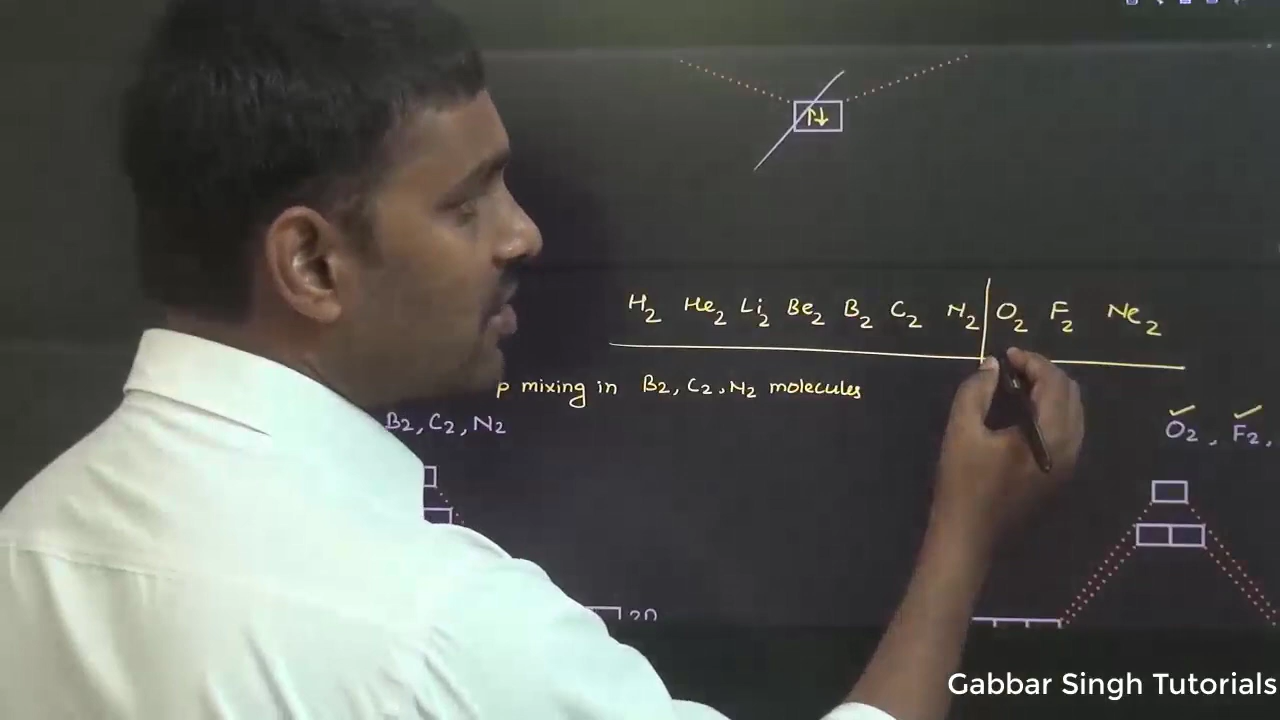 ↑↓
H₂ He₂ Li₂ Be₂ B₂ C₂ N₂ O₂ F₂ Ne₂
p mixing in B₂, C₂, N₂ molecules
B₂, C₂, N₂
✓ ✓
O₂, F₂,
Gabbar Singh Tutorials